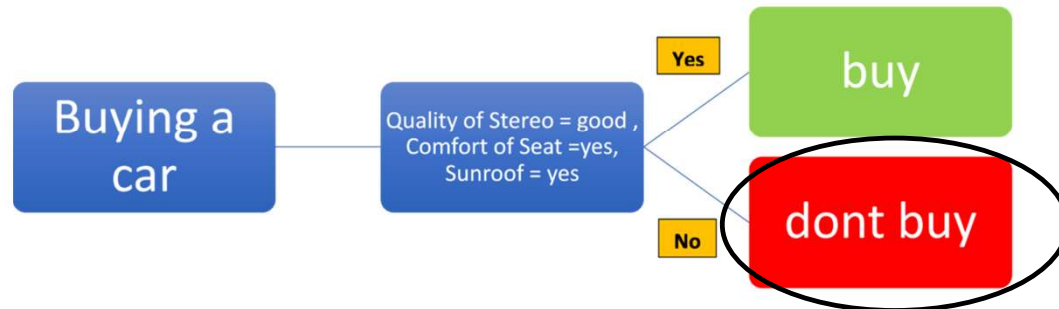 Buying a
car
Quality of Stereo = good ,
Comfort of Seat =yes,
Sunroof = yes
Yes
buy
No
dont buy